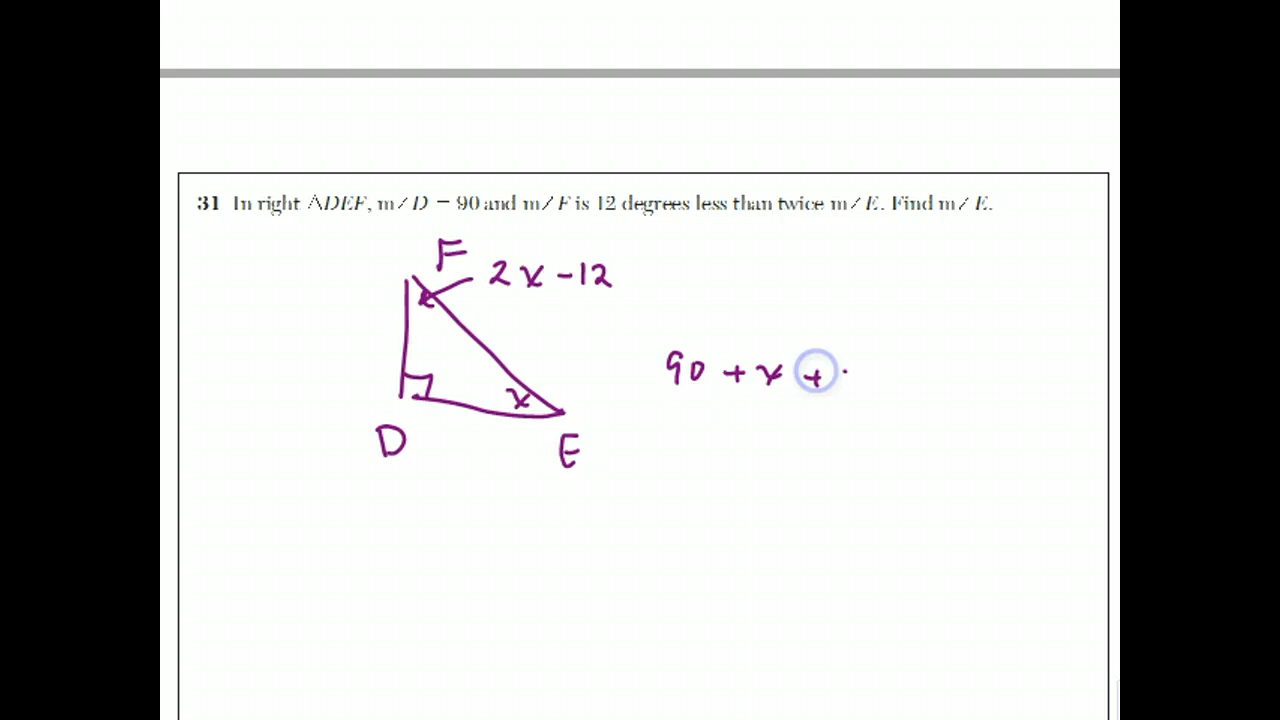 31 In right △DEF, m∠D = 90 and m∠F is 12 degrees less than twice m∠E. Find m∠E.
F
2x - 12
90 + x +
x
D
E